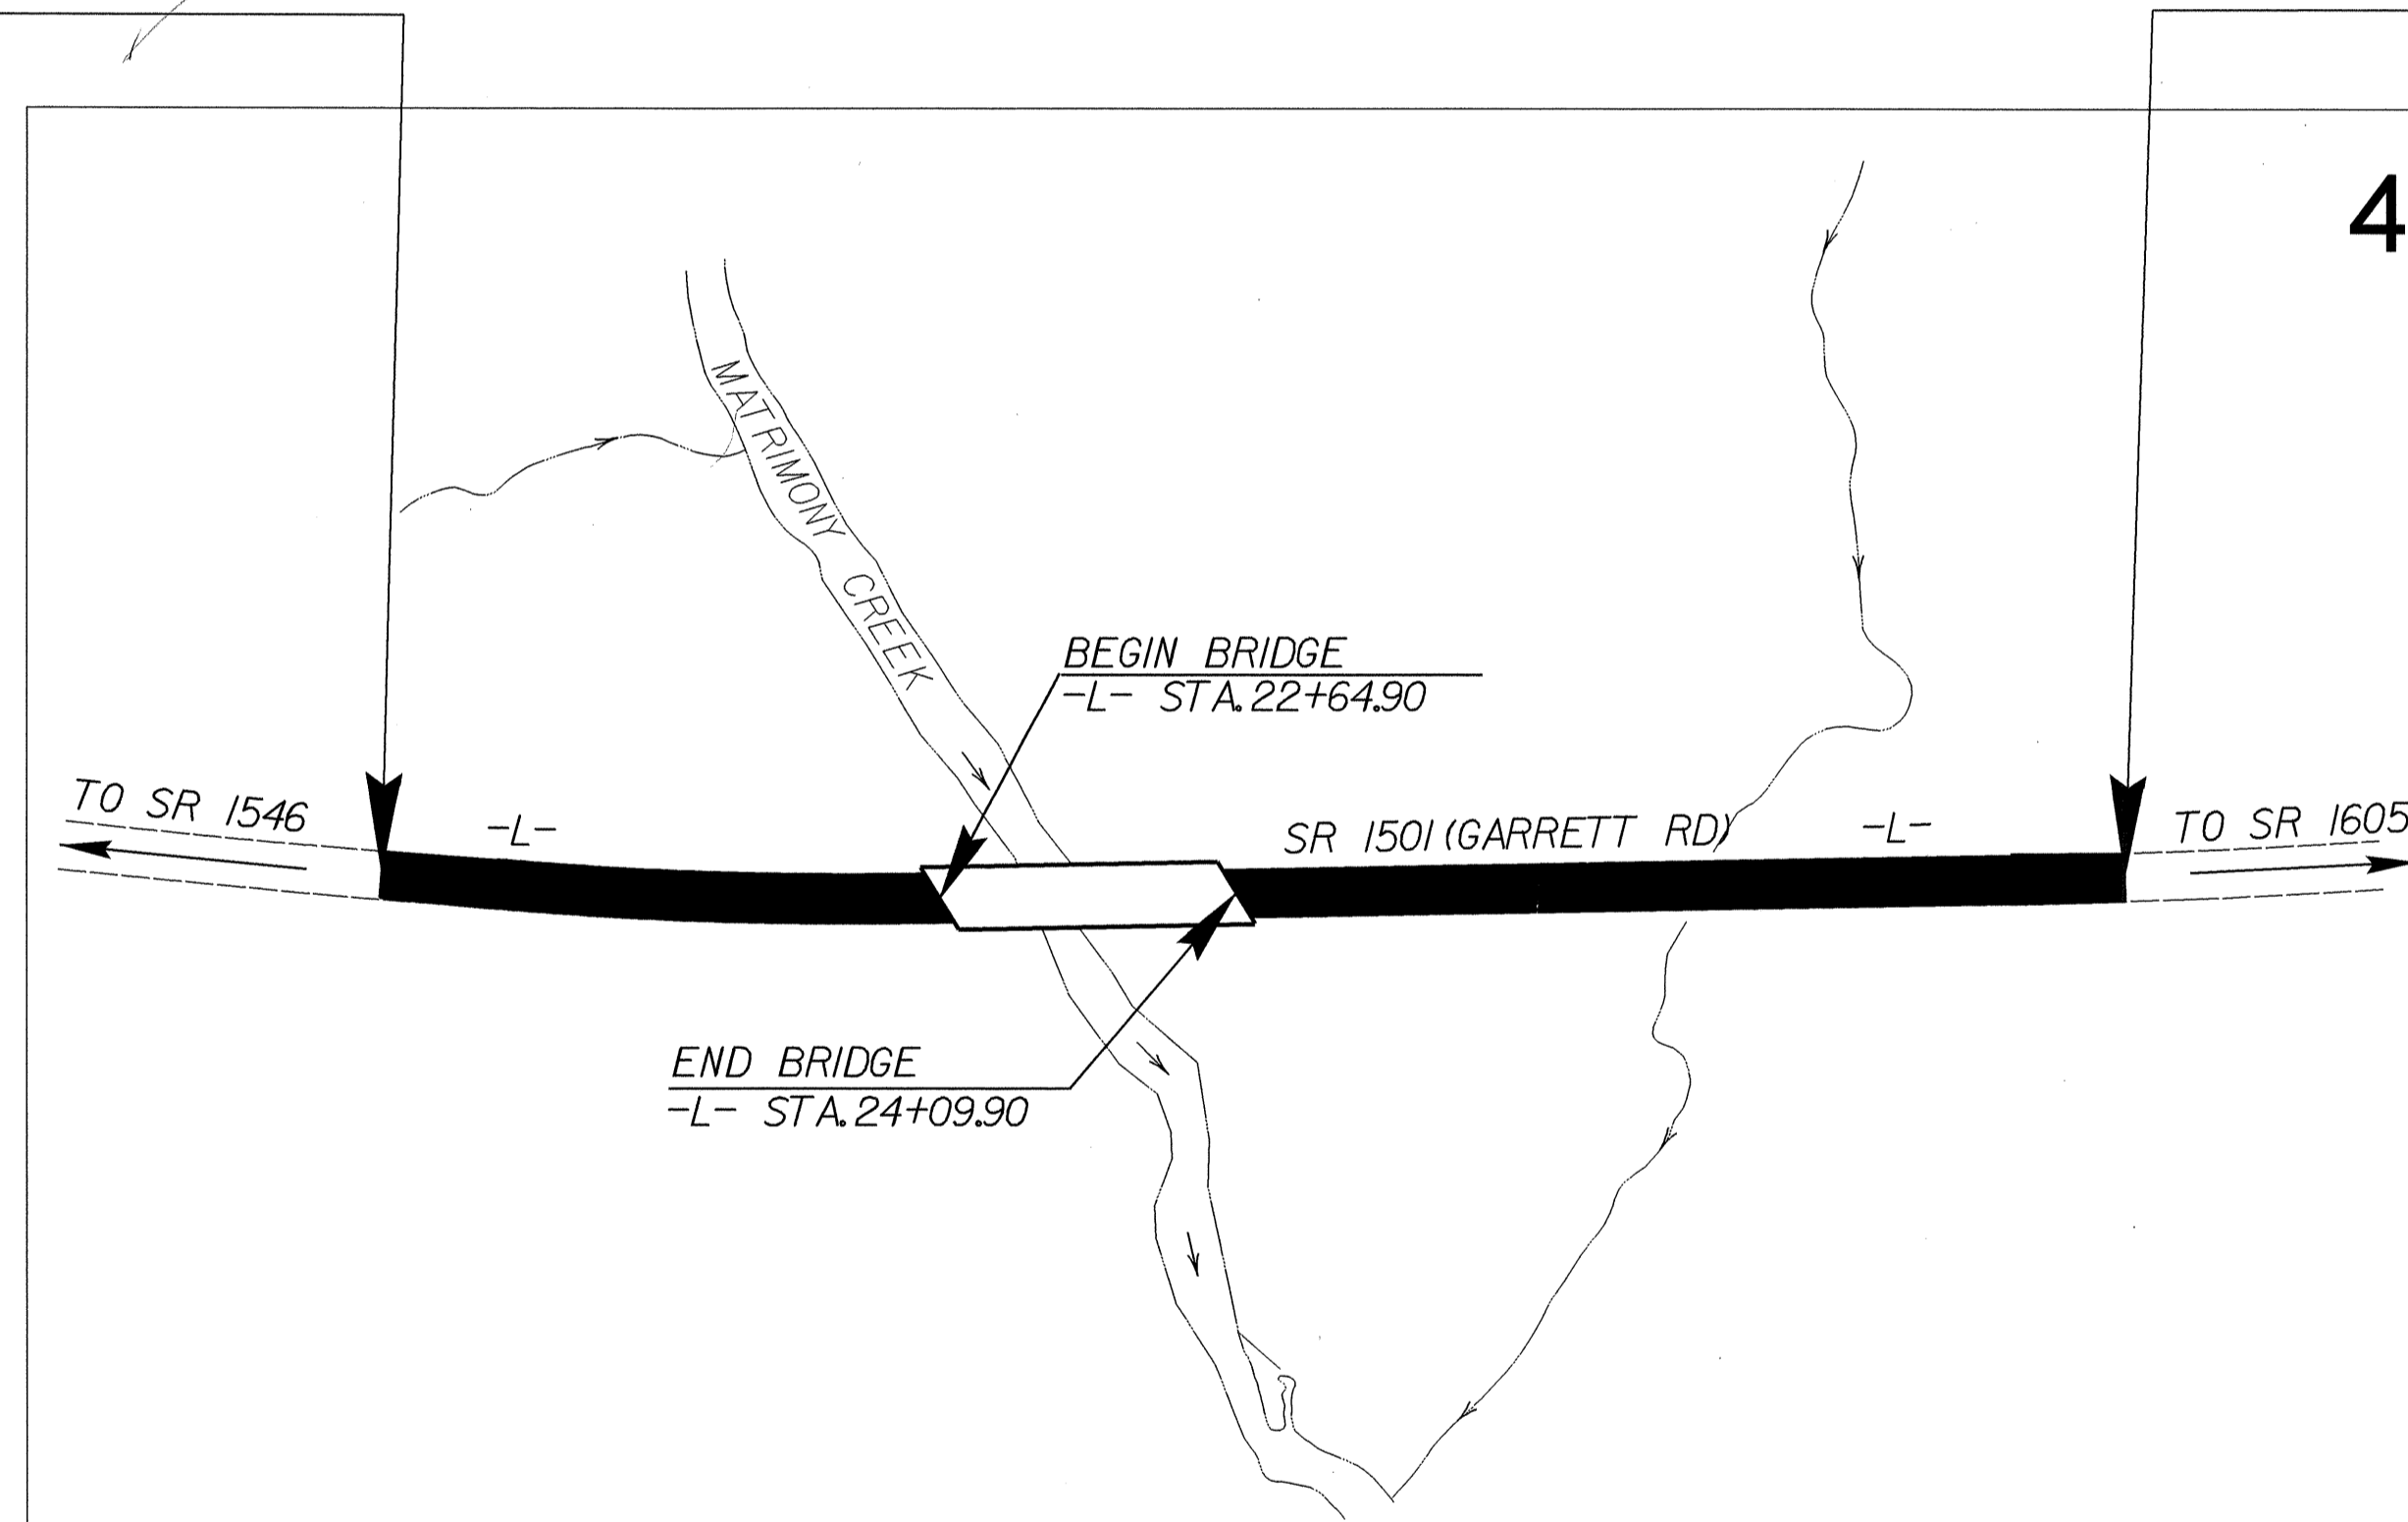 4
MATRIMONY CREEK
BEGIN BRIDGE
-L- STA. 22+64.90
TO SR 1546
-L-
SR 1501 (GARRETT RD)
-L-
TO SR 1605
END BRIDGE
-L- STA. 24+09.90